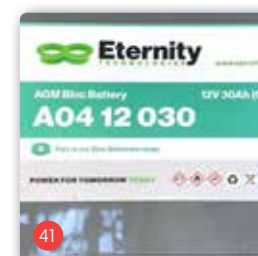 Eternity
TECHNOLOGIES
AGM Bloc Battery 12V 30Ah
A04 12 030
POWER FOR TOMORROW TODAY
41